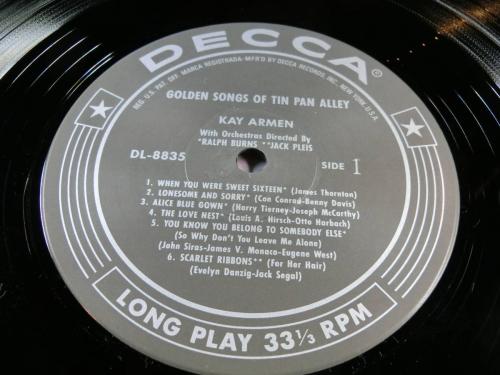 DECCA®
REG. U.S. PAT. OFF. MARCA REGISTRADA-MFR'D BY DECCA RECORDS, INC., NEW YORK, USA
GOLDEN SONGS OF TIN PAN ALLEY
KAY ARMEN
With Orchestras Directed By
*RALPH BURNS **JACK PLEIS
DL-8835
SIDE 1
1. WHEN YOU WERE SWEET SIXTEEN* (James Thornton)
2. LONESOME AND SORRY* (Con Conrad-Benny Davis)
3. ALICE BLUE GOWN* (Harry Tierney-Joseph McCarthy)
4. THE LOVE NEST* (Louis A. Hirsch-Otto Harbach)
5. YOU KNOW YOU BELONG TO SOMEBODY ELSE*
(So Why Don't You Leave Me Alone)
(John Siras-James V. Monaco-Eugene West)
6. SCARLET RIBBONS** (For Her Hair)
(Evelyn Danzig-Jack Segal)
LONG PLAY 33 1/3 RPM